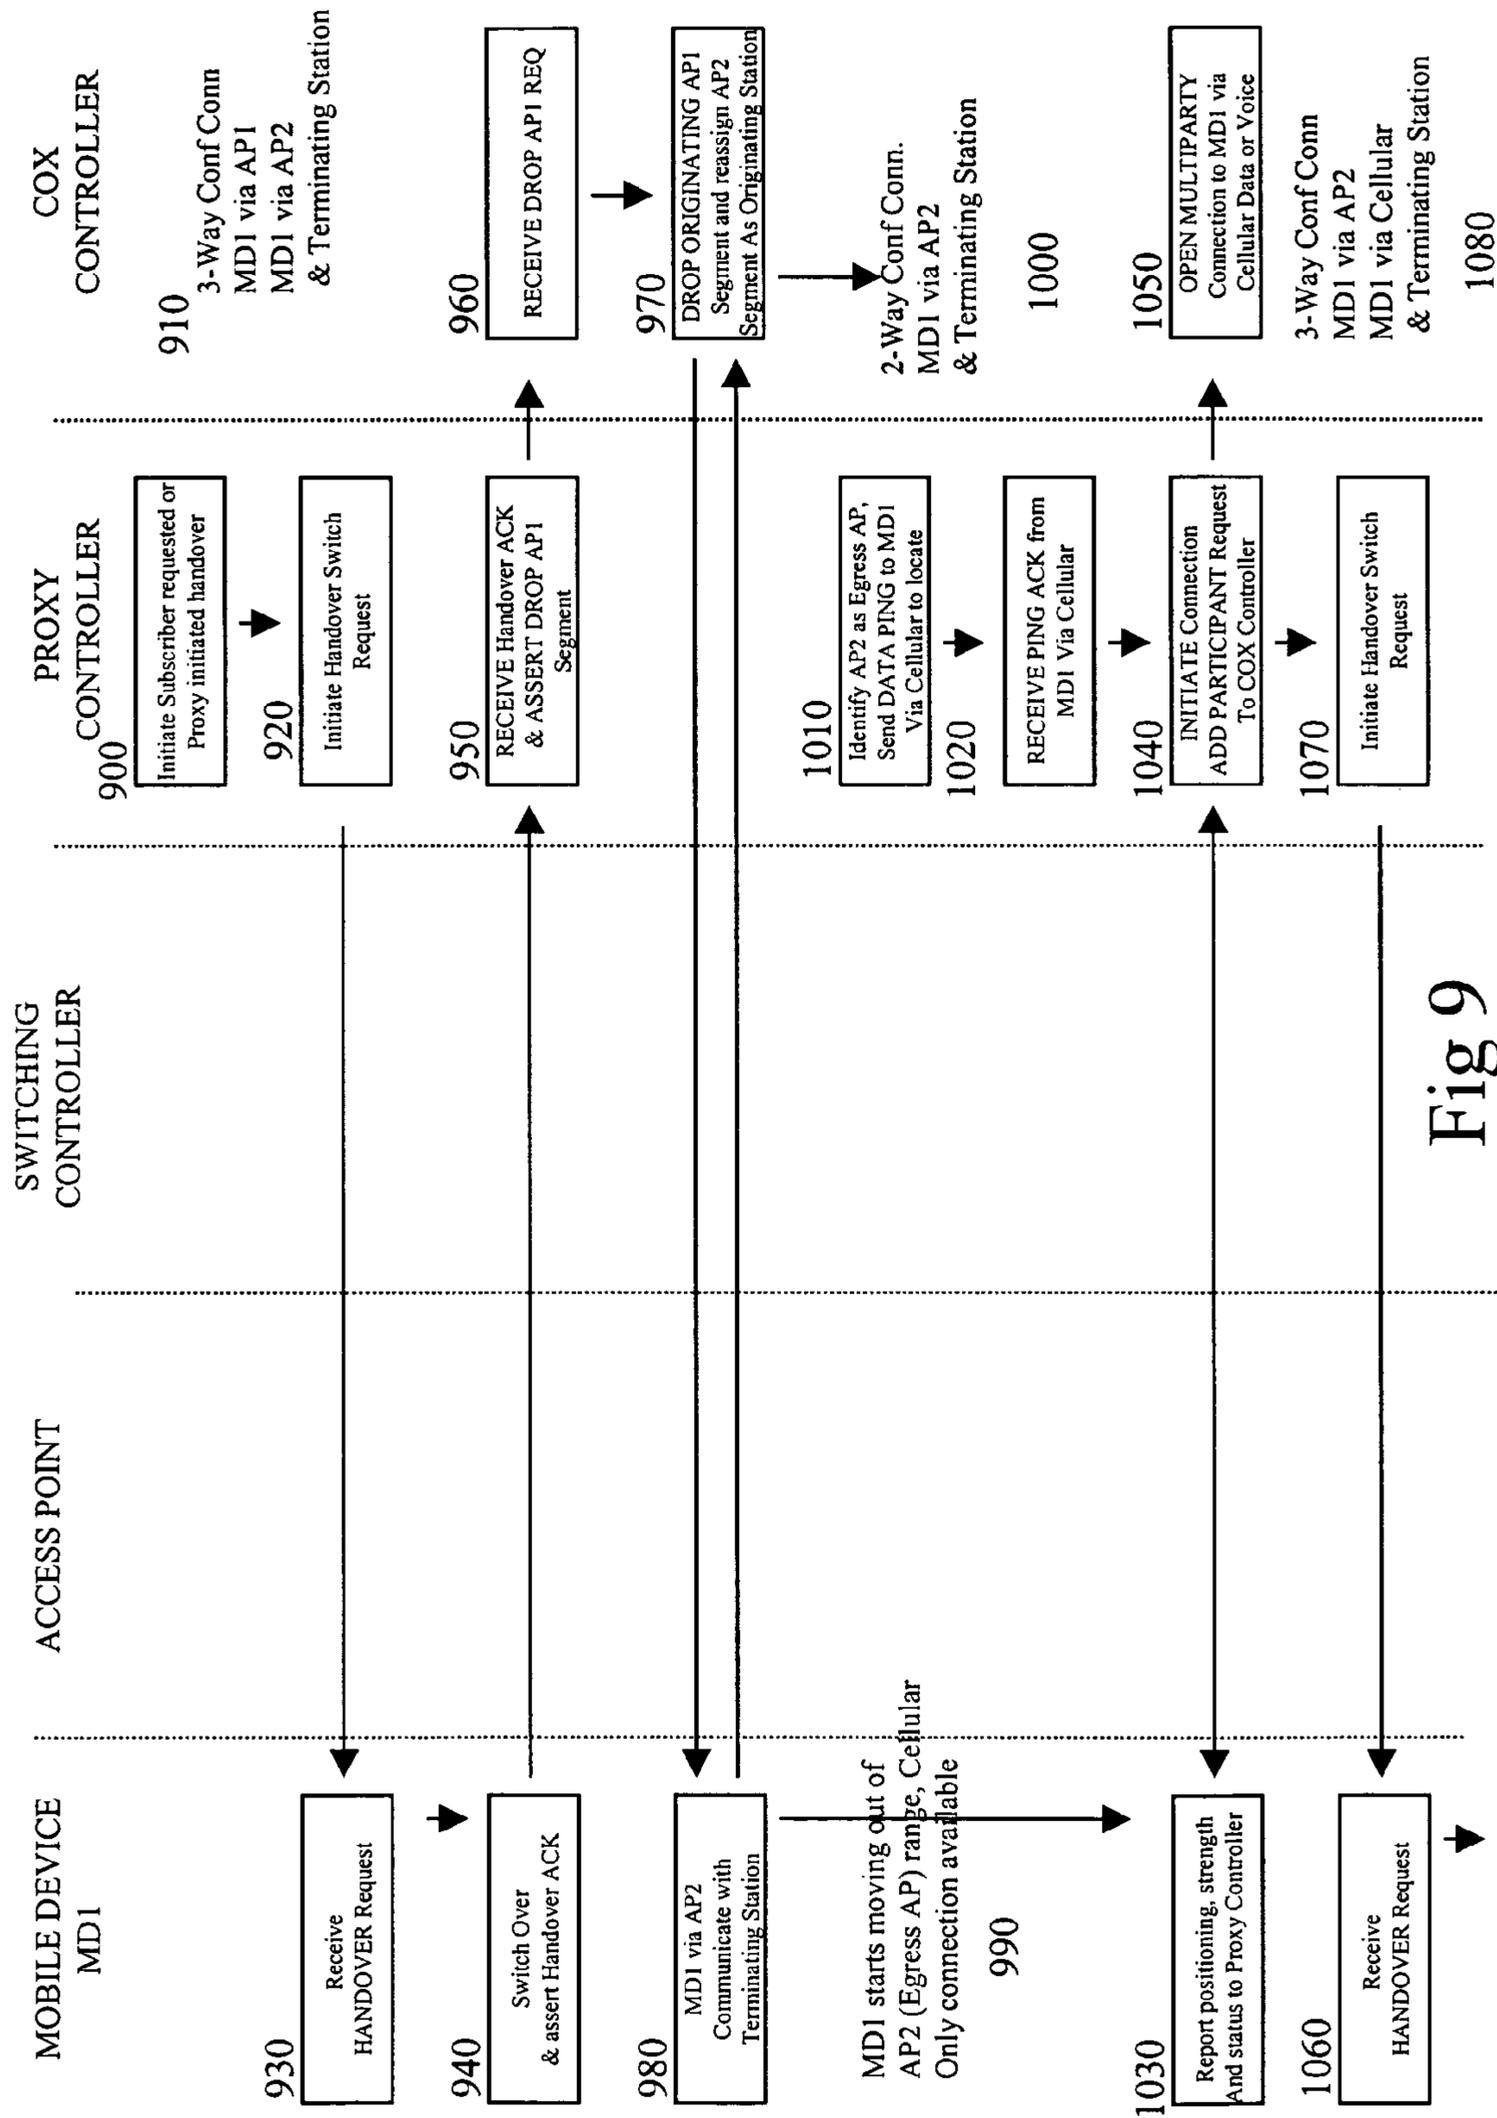 MOBILE DEVICE
MD1
ACCESS POINT
SWITCHING
CONTROLLER
PROXY
CONTROLLER
COX
CONTROLLER
900
Initiate Subscriber requested or
Proxy initiated handover
910
3-Way Conf Conn
MD1 via AP1
MD1 via AP2
& Terminating Station
920
Initiate Handover Switch
Request
930
Receive
HANDOVER Request
940
Switch Over
& assert Handover ACK
950
RECEIVE Handover ACK
& ASSERT DROP AP1
Segment
960
RECEIVE DROP AP1 REQ
970
DROP ORIGINATING AP1
Segment and reassign AP2
Segment As Originating Station
980
MD1 via AP2
Communicate with
Terminating Station
MD1 starts moving out of
AP2 (Egress AP) range, Cellular
Only connection available
990
2-Way Conf Conn.
MD1 via AP2
& Terminating Station
1000
1010
Identify AP2 as Egress AP,
Send DATA PING to MD1
Via Cellular to locate
1020
RECEIVE PING ACK from
MD1 Via Cellular
1030
Report positioning, strength
And status to Proxy Controller
1040
INITIATE Connection
ADD PARTICIPANT Request
To COX Controller
1050
OPEN MULTIPARTY
Connection to MD1 via
Cellular Data or Voice
1060
Receive
HANDOVER Request
1070
Initiate Handover Switch
Request
3-Way Conf Conn
MD1 via AP2
MD1 via Cellular
& Terminating Station
1080
Fig 9